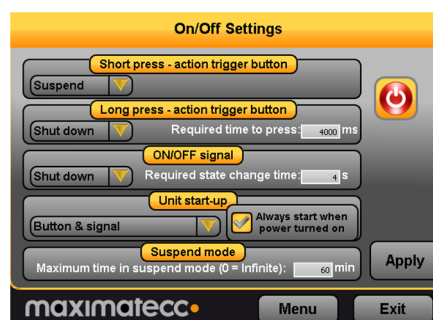 On/Off Settings
Short press - action trigger button
Suspend
Long press - action trigger button
Shut down Required time to press: 4000 ms
ON/OFF signal
Shut down Required state change time: 4 s
Unit start-up
Button & signal
Always start when
power turned on
Suspend mode
Maximum time in suspend mode (0 = Infinite): 60 min
Apply
maximatecc
Menu
Exit